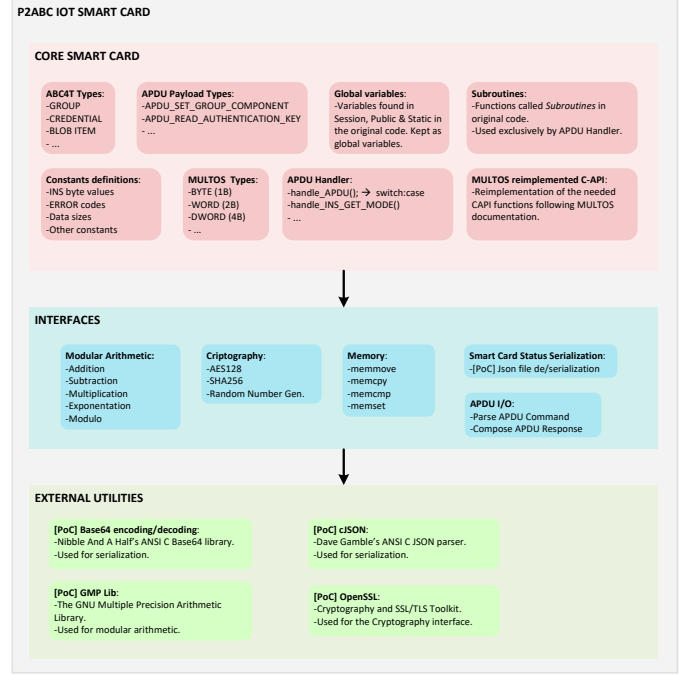 P2ABC IOT SMART CARD
CORE SMART CARD
ABC4T Types:
-GROUP
-CREDENTIAL
-BLOB ITEM
- ...
APDU Payload Types:
-APDU_SET_GROUP_COMPONENT
-APDU_READ_AUTHENTICATION_KEY
- ...
Global variables:
-Variables found in
Session, Public & Static in
the original code. Kept as
global variables.
Subroutines:
-Functions called Subroutines in
original code.
-Used exclusively by APDU Handler.
Constants definitions:
-INS byte values
-ERROR codes
-Data sizes
-Other constants
MULTOS Types:
-BYTE (1B)
-WORD (2B)
-DWORD (4B)
- ...
APDU Handler:
-handle_APDU(); → switch:case
-handle_INS_GET_MODE()
- ...
MULTOS reimplemented C-API:
-Reimplementation of the needed
CAPI functions following MULTOS
documentation.
INTERFACES
Modular Arithmetic:
-Addition
-Subtraction
-Multiplication
-Exponentation
-Modulo
Criptography:
-AES128
-SHA256
-Random Number Gen.
Memory:
-memmove
-memcpy
-memcmp
-memset
Smart Card Status Serialization:
-[PoC] Json file de/serialization
APDU I/O:
-Parse APDU Command
-Compose APDU Response
EXTERNAL UTILITIES
[PoC] Base64 encoding/decoding:
-Nibble And A Half's ANSI C Base64 library.
-Used for serialization.
[PoC] cJSON:
-Dave Gamble's ANSI C JSON parser.
-Used for serialization.
[PoC] GMP Lib:
-The GNU Multiple Precision Arithmetic
Library.
-Used for modular arithmetic.
[PoC] OpenSSL:
-Cryptography and SSL/TLS Toolkit.
-Used for the Cryptography interface.